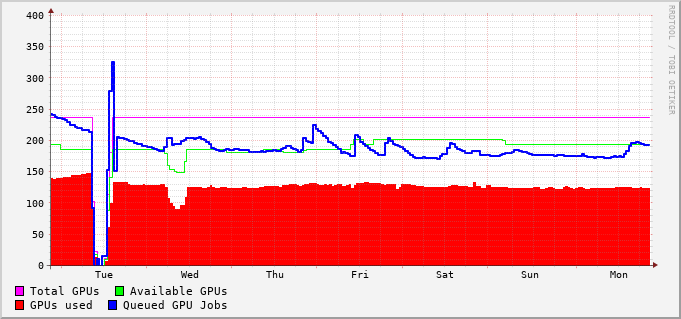 RRDTOOL / TOBI OETIKER
400
350
300
250
200
150
100
50
0
Tue Wed Thu Fri Sat Sun Mon
Total GPUs Available GPUs
GPUs used Queued GPU Jobs